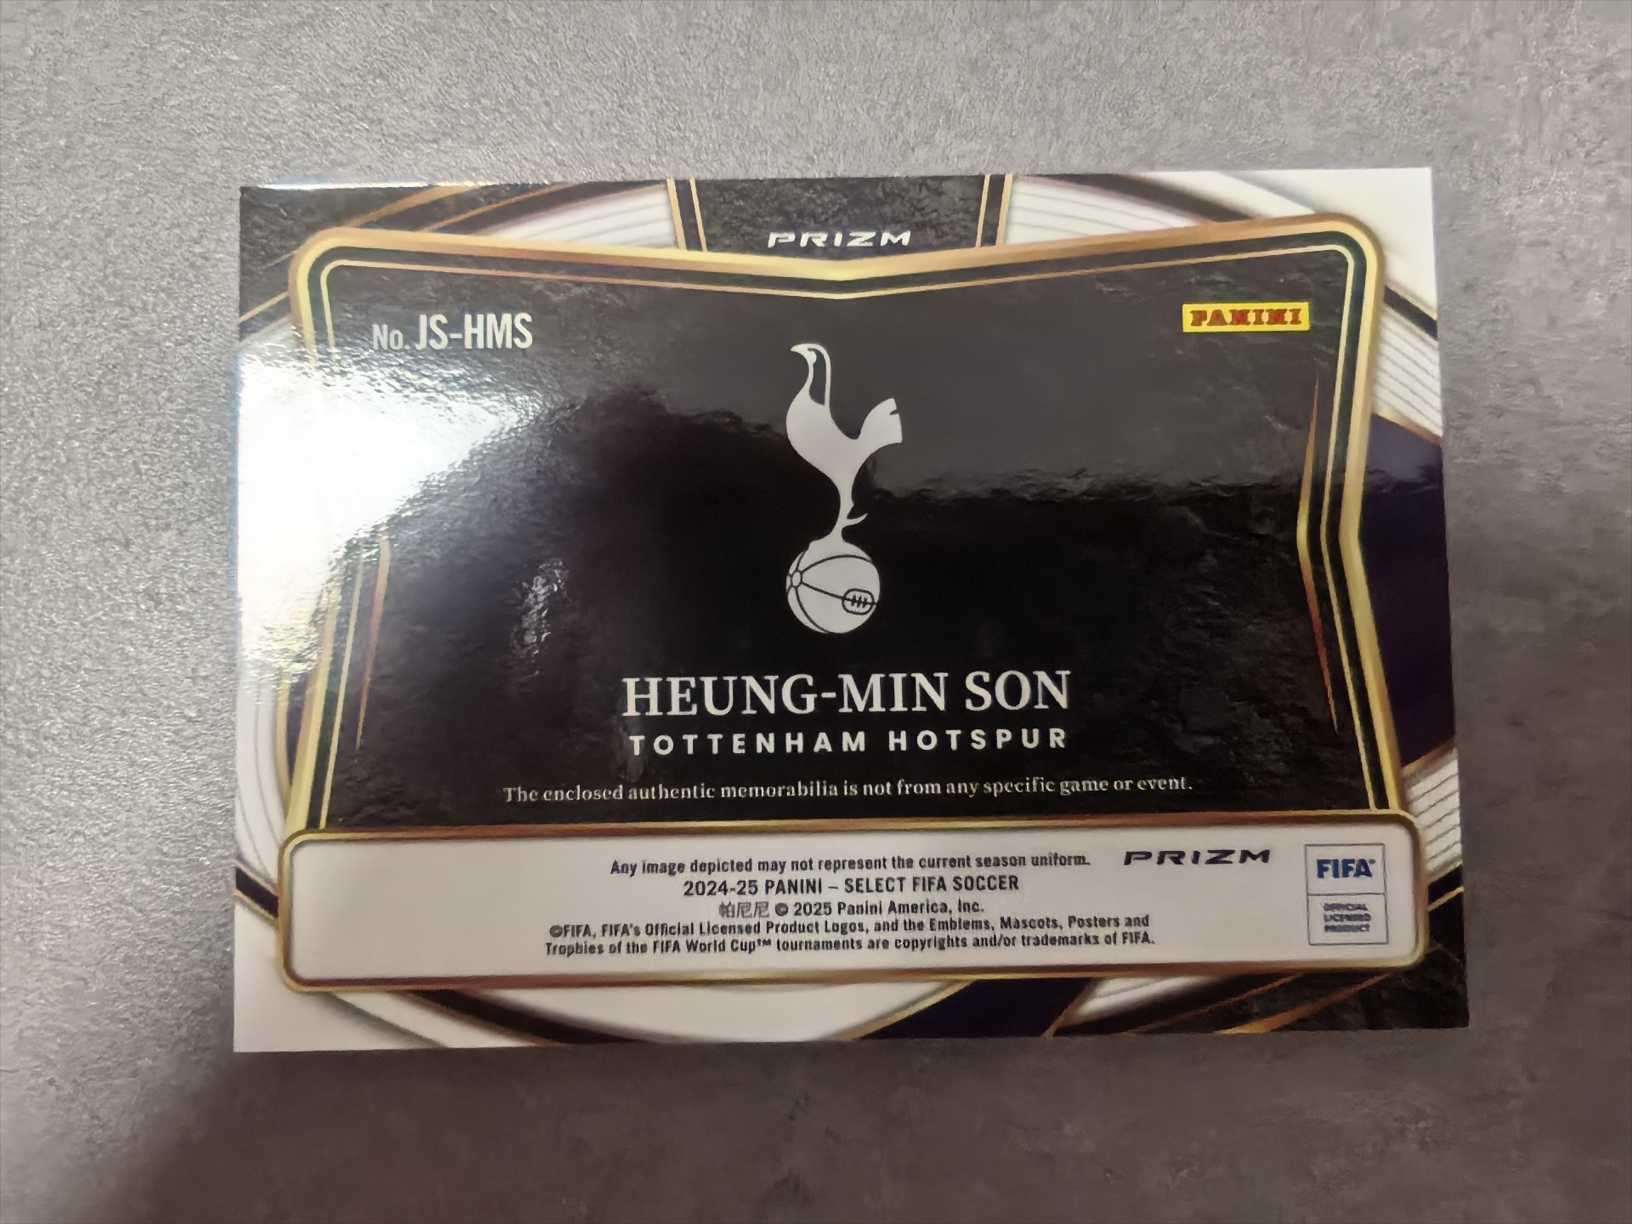 PRIZM
No. JS-HMS
PANINI
HEUNG-MIN SON
TOTTENHAM HOTSPUR
The enclosed authentic memorabilia is not from any specific game or event.
Any image depicted may not represent the current season uniform.
PRIZM
2024-25 PANINI – SELECT FIFA SOCCER
帕尼尼 © 2025 Panini America, Inc.
©FIFA, FIFA's Official Licensed Product Logos, and the Emblems, Mascots, Posters and
Trophies of the FIFA World Cup™ tournaments are copyrights and/or trademarks of FIFA.
FIFA®
OFFICIAL
LICENSED
PRODUCT